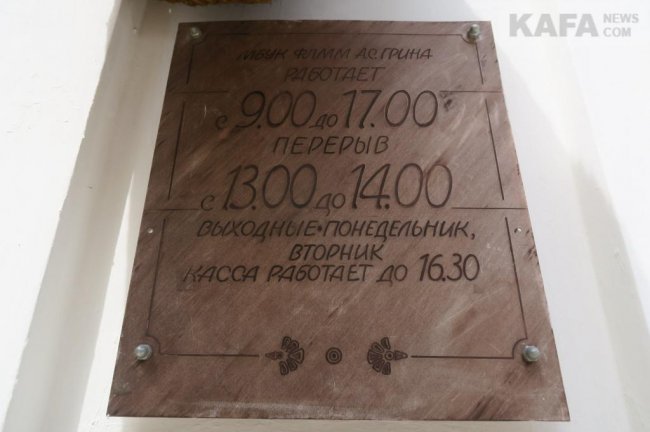 KAFA NEWS COM
МБУК ФЛММ А.С. ГРИНА
РАБОТАЕТ
с 9.00 до 17.00
ПЕРЕРЫВ
с 13.00 до 14.00
ВЫХОДНЫЕ•ПОНЕДЕЛЬНИК,
ВТОРНИК
КАССА РАБОТАЕТ ДО 16.30